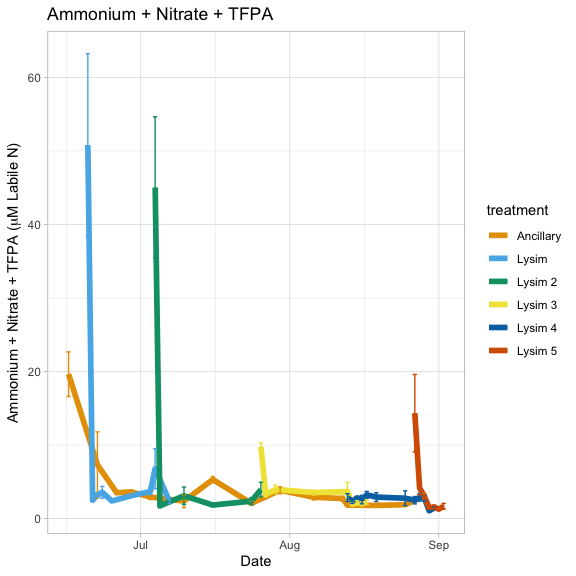 Ammonium + Nitrate + TFPA
Ammonium + Nitrate + TFPA (μM Labile N)
60
40
20
0
Jul
Aug
Sep
Date
treatment
Ancillary
Lysim
Lysim 2
Lysim 3
Lysim 4
Lysim 5